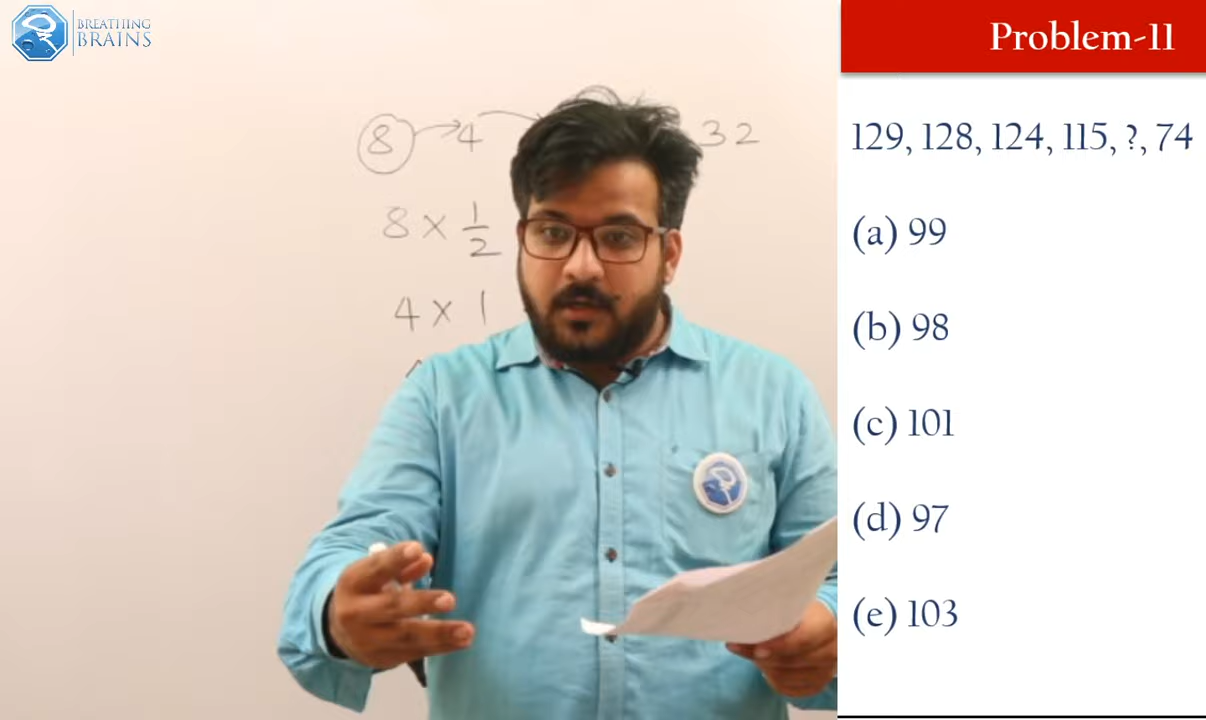 BREATHING
BRAINS
Problem-11
129, 128, 124, 115, ?, 74
(a) 99
(b) 98
(c) 101
(d) 97
(e) 103
8 4 32
8 × 1/2
4 × 1